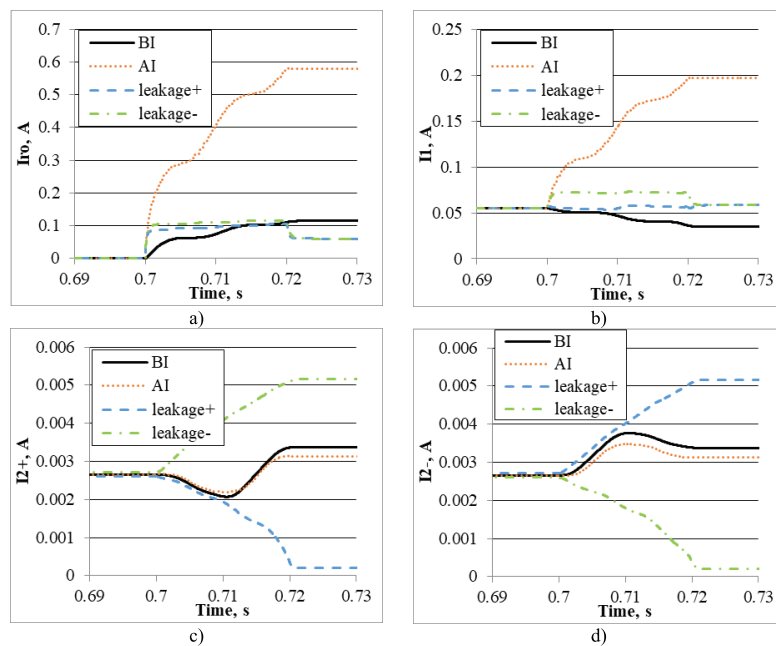 0.7
0.6
0.5
0.4
0.3
0.2
0.1
0
Iro, A
BI
AI
leakage+
leakage-
0.69
0.7
0.71
0.72
0.73
Time, s
a)
0.25
0.2
0.15
0.1
0.05
0
I1, A
BI
AI
leakage+
leakage-
0.69
0.7
0.71
0.72
0.73
Time, s
b)
0.006
0.005
0.004
0.003
0.002
0.001
0
I2+, A
BI
AI
leakage+
leakage-
0.69
0.7
0.71
0.72
0.73
Time, s
c)
0.006
0.005
0.004
0.003
0.002
0.001
0
I2-, A
BI
AI
leakage+
leakage-
0.69
0.7
0.71
0.72
0.73
Time, s
d)